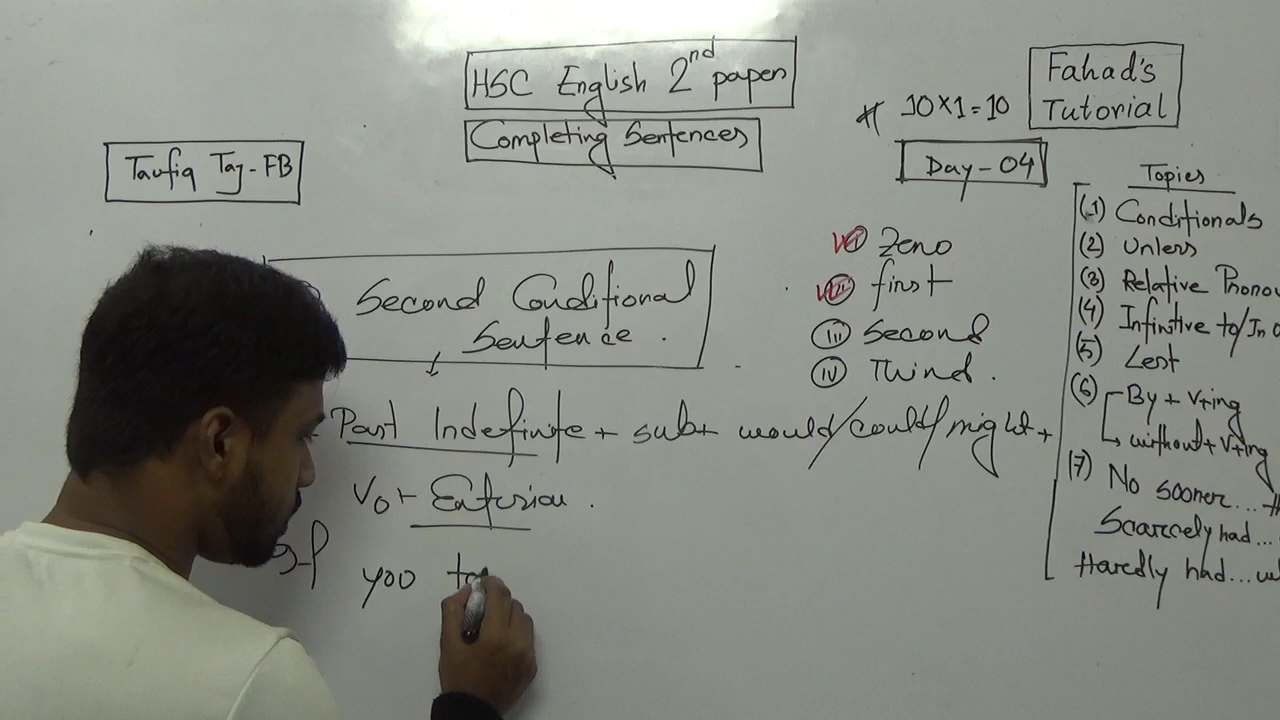 HSC English 2nd paper
Completing Sentences
# 10×1=10
Fahad's
Tutorial
Day-04
Taufiq Taj-FB
Second Conditional
Sentence.
Past Indefinite + sub+ would/could/might+
V0+ Extension.
If you to
(i) Zero
(ii) first
(iii) Second
(iv) Third.
Topics
(1) Conditionals
(2) Unless
(3) Relative Pronou
(4) Infinitive to/In o
(5) Lest
(6) By + V+ing
without+ V+ing
(7) No sooner...
Scarcely had...
Haredly had...